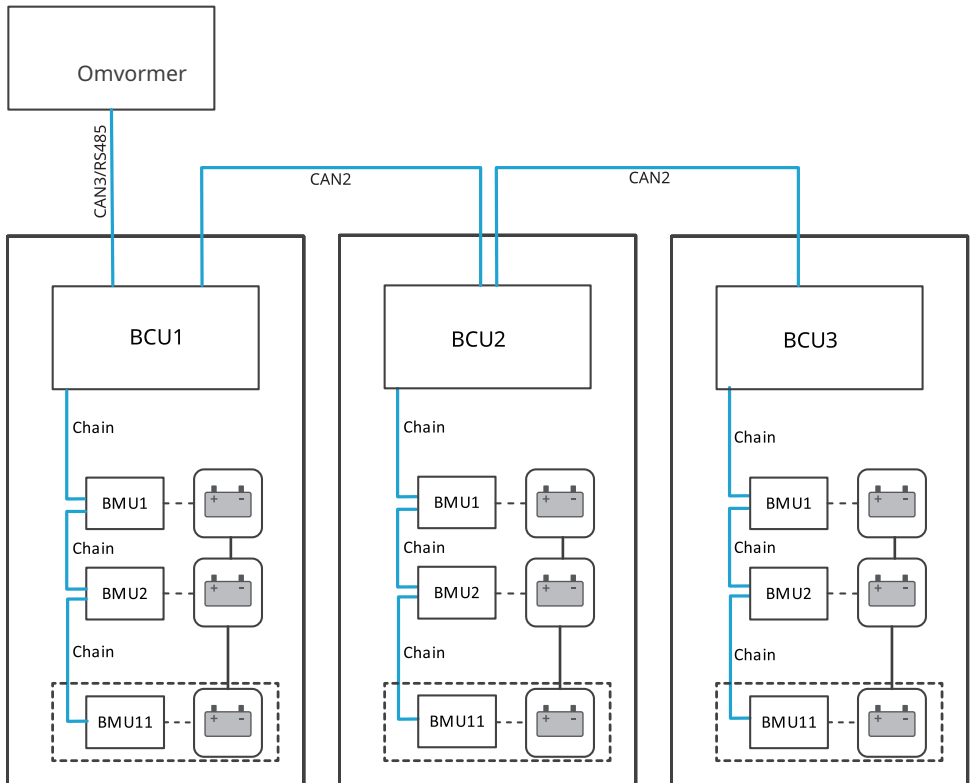 Omvormer
CAN3/RS485
CAN2
CAN2
BCU1
BCU2
BCU3
Chain
Chain
Chain
BMU1
BMU1
BMU1
Chain
Chain
Chain
BMU2
BMU2
BMU2
Chain
Chain
Chain
BMU11
BMU11
BMU11